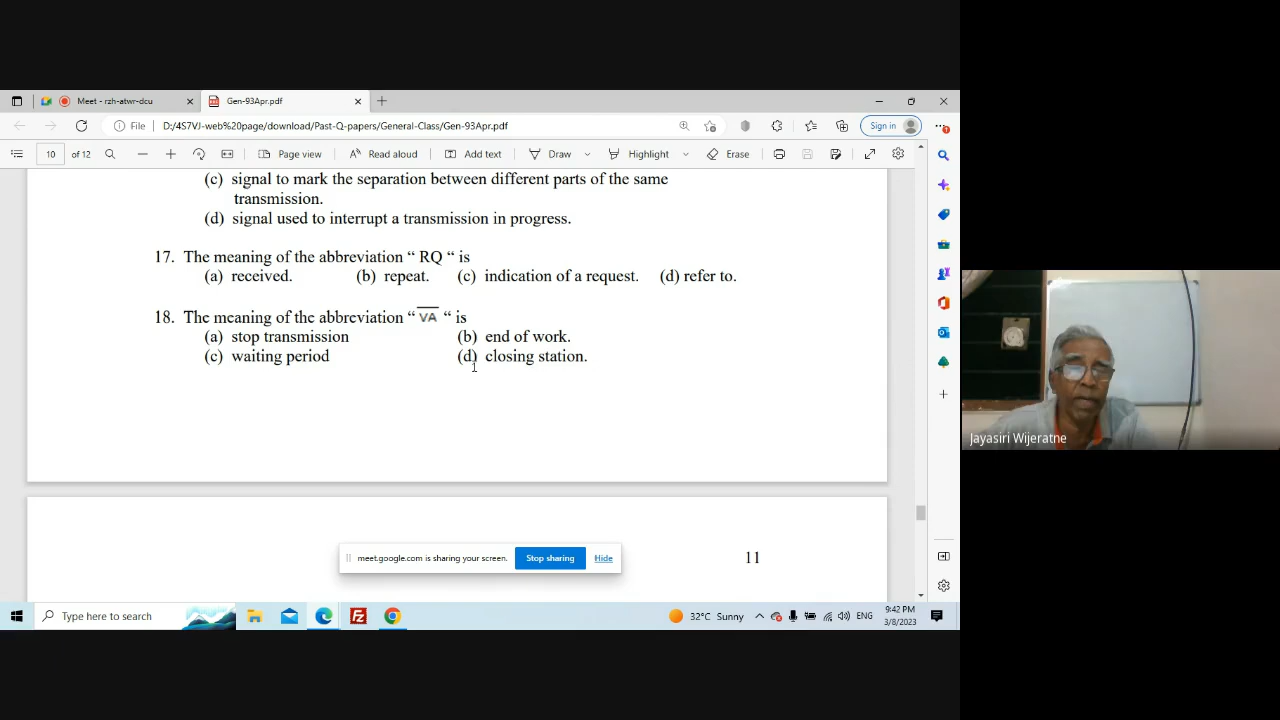 Meet - rzh-atwr-dcu
Gen-93Apr.pdf
File D:/4S7VJ-web%20page/download/Past-Q-papers/General-Class/Gen-93Apr.pdf
Sign in
10 of 12
Page view
Read aloud
Add text
Draw
Highlight
Erase
(c) signal to mark the separation between different parts of the same
transmission.
(d) signal used to interrupt a transmission in progress.
17. The meaning of the abbreviation “ RQ “ is
(a) received. (b) repeat. (c) indication of a request. (d) refer to.
18. The meaning of the abbreviation “ VA “ is
(a) stop transmission (b) end of work.
(c) waiting period (d) closing station.
Jayasiri Wijeratne
meet.google.com is sharing your screen. Stop sharing Hide
11
Type here to search
32°C Sunny
ENG
9:42 PM
3/8/2023